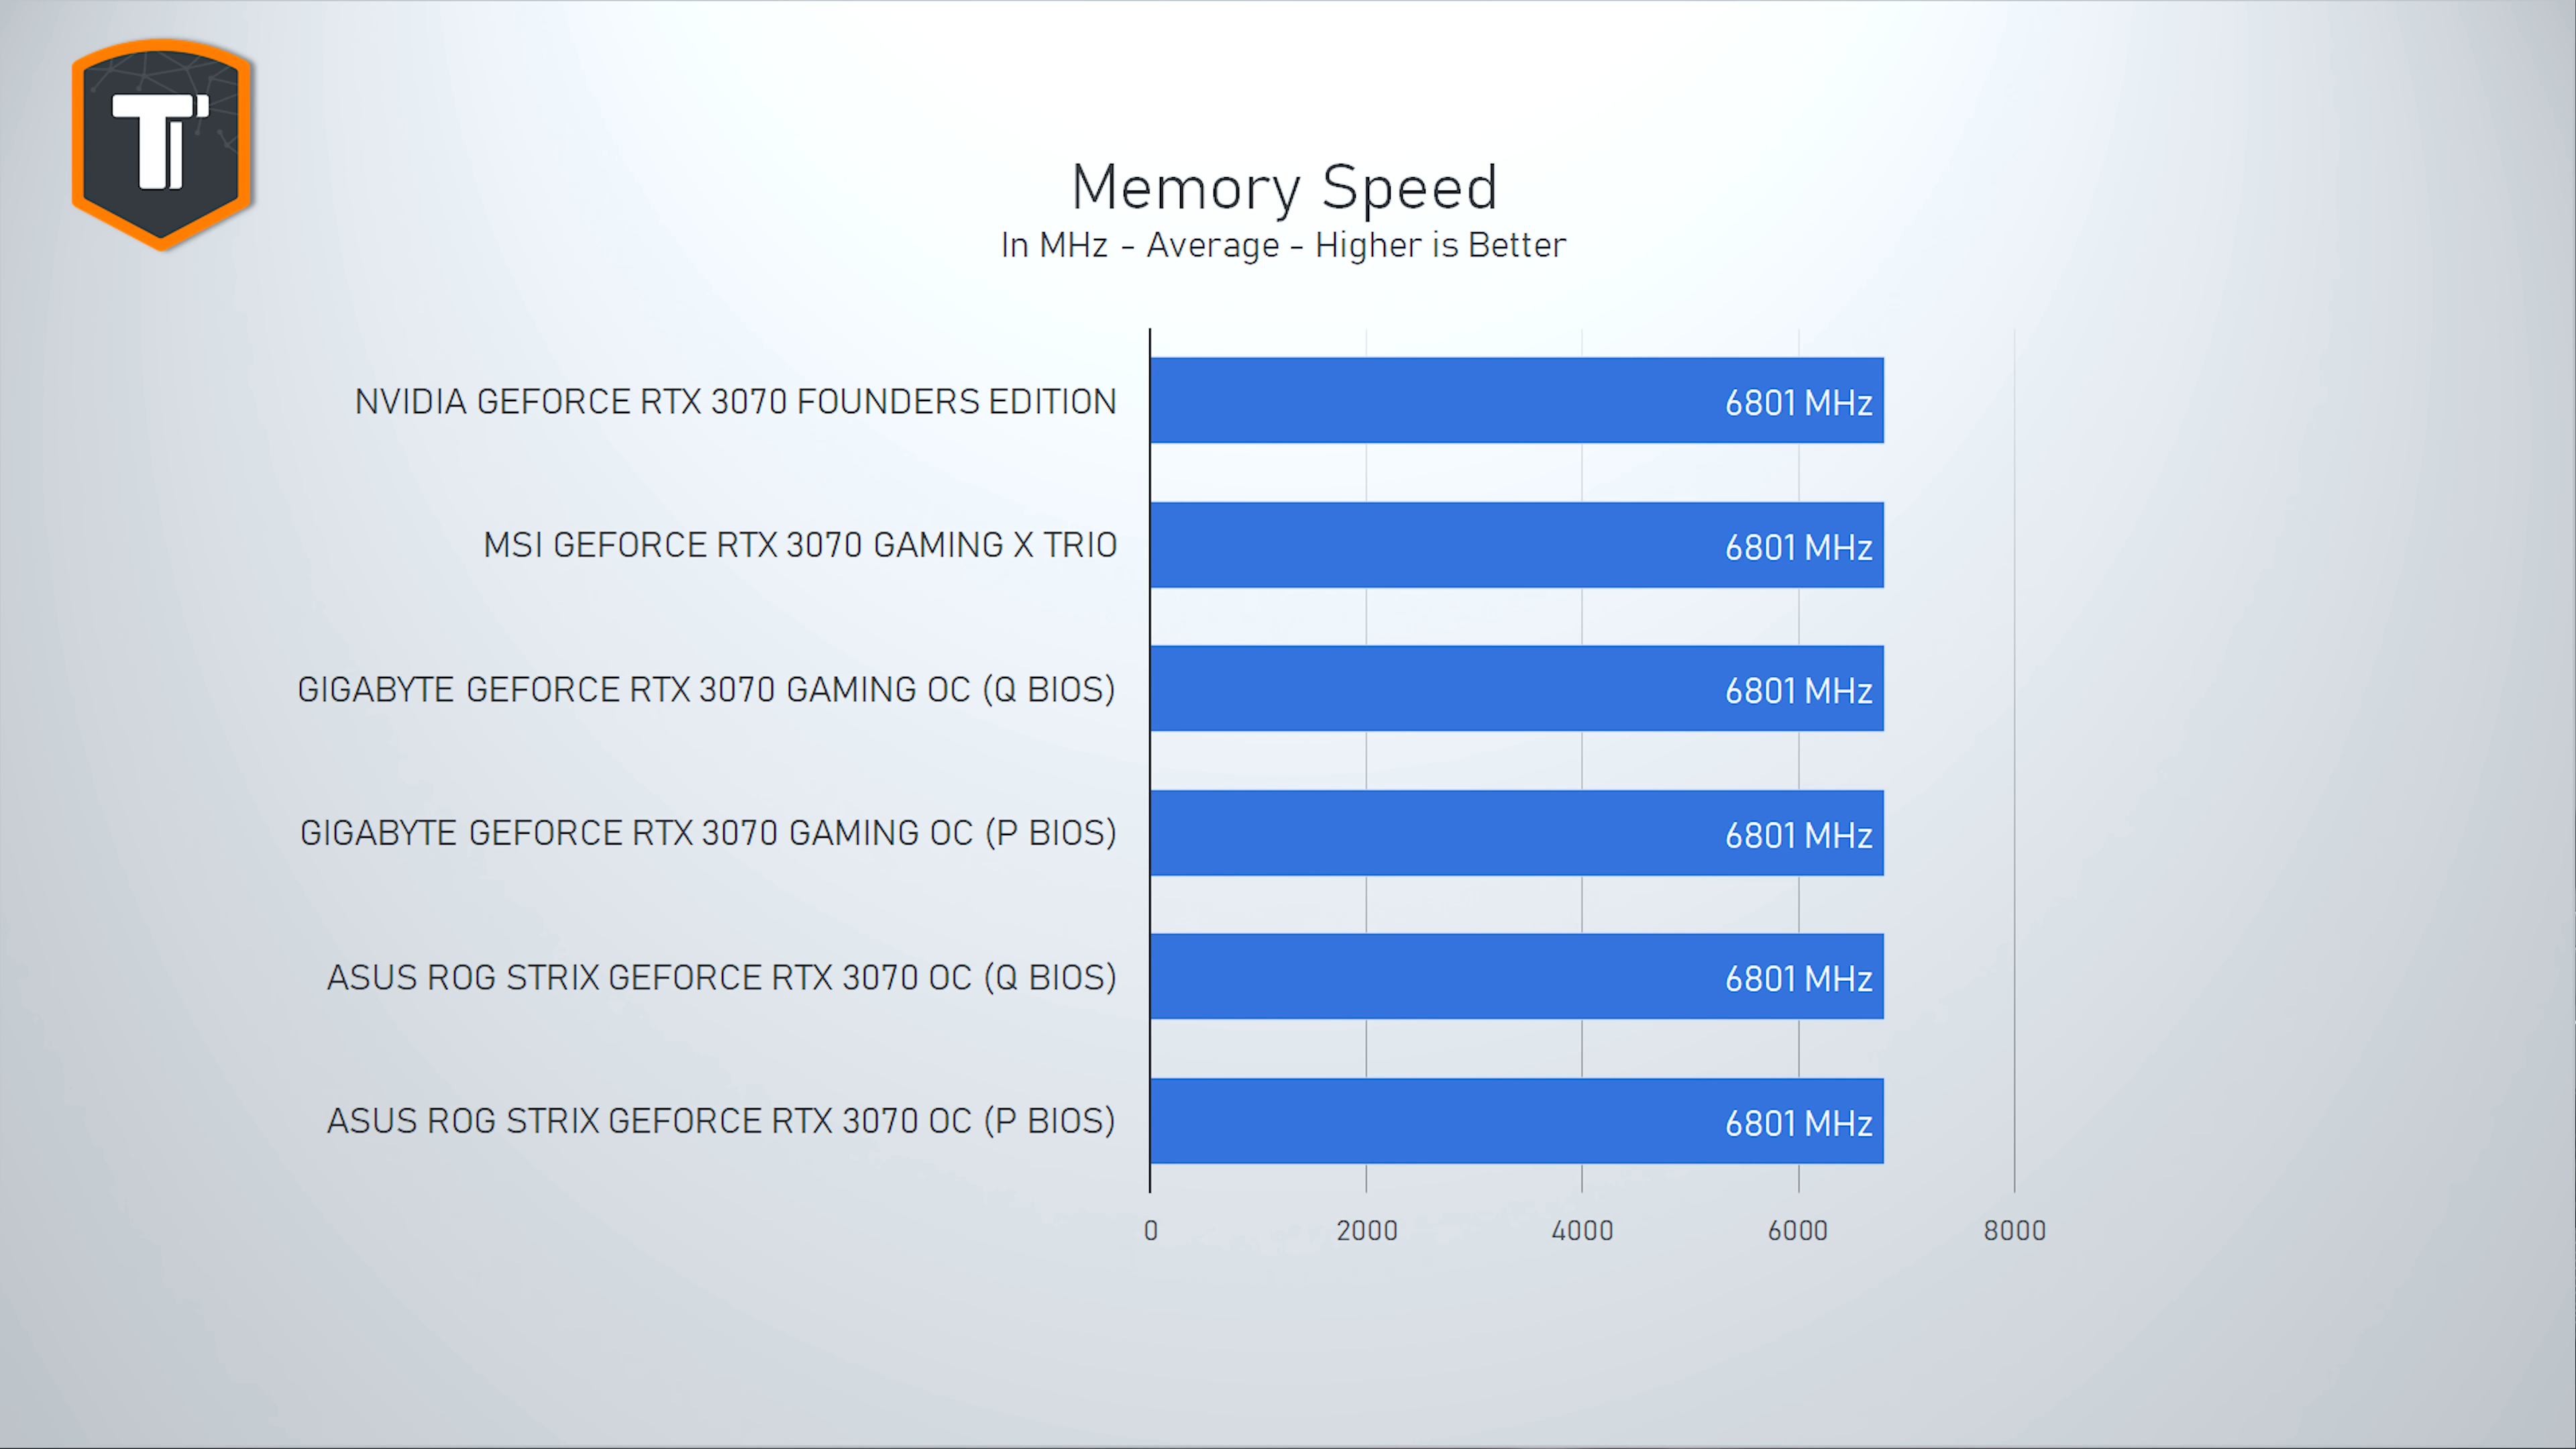 Memory Speed
In MHz - Average - Higher is Better
NVIDIA GEFORCE RTX 3070 FOUNDERS EDITION 6801 MHz
MSI GEFORCE RTX 3070 GAMING X TRIO 6801 MHz
GIGABYTE GEFORCE RTX 3070 GAMING OC (Q BIOS) 6801 MHz
GIGABYTE GEFORCE RTX 3070 GAMING OC (P BIOS) 6801 MHz
ASUS ROG STRIX GEFORCE RTX 3070 OC (Q BIOS) 6801 MHz
ASUS ROG STRIX GEFORCE RTX 3070 OC (P BIOS) 6801 MHz
0 2000 4000 6000 8000